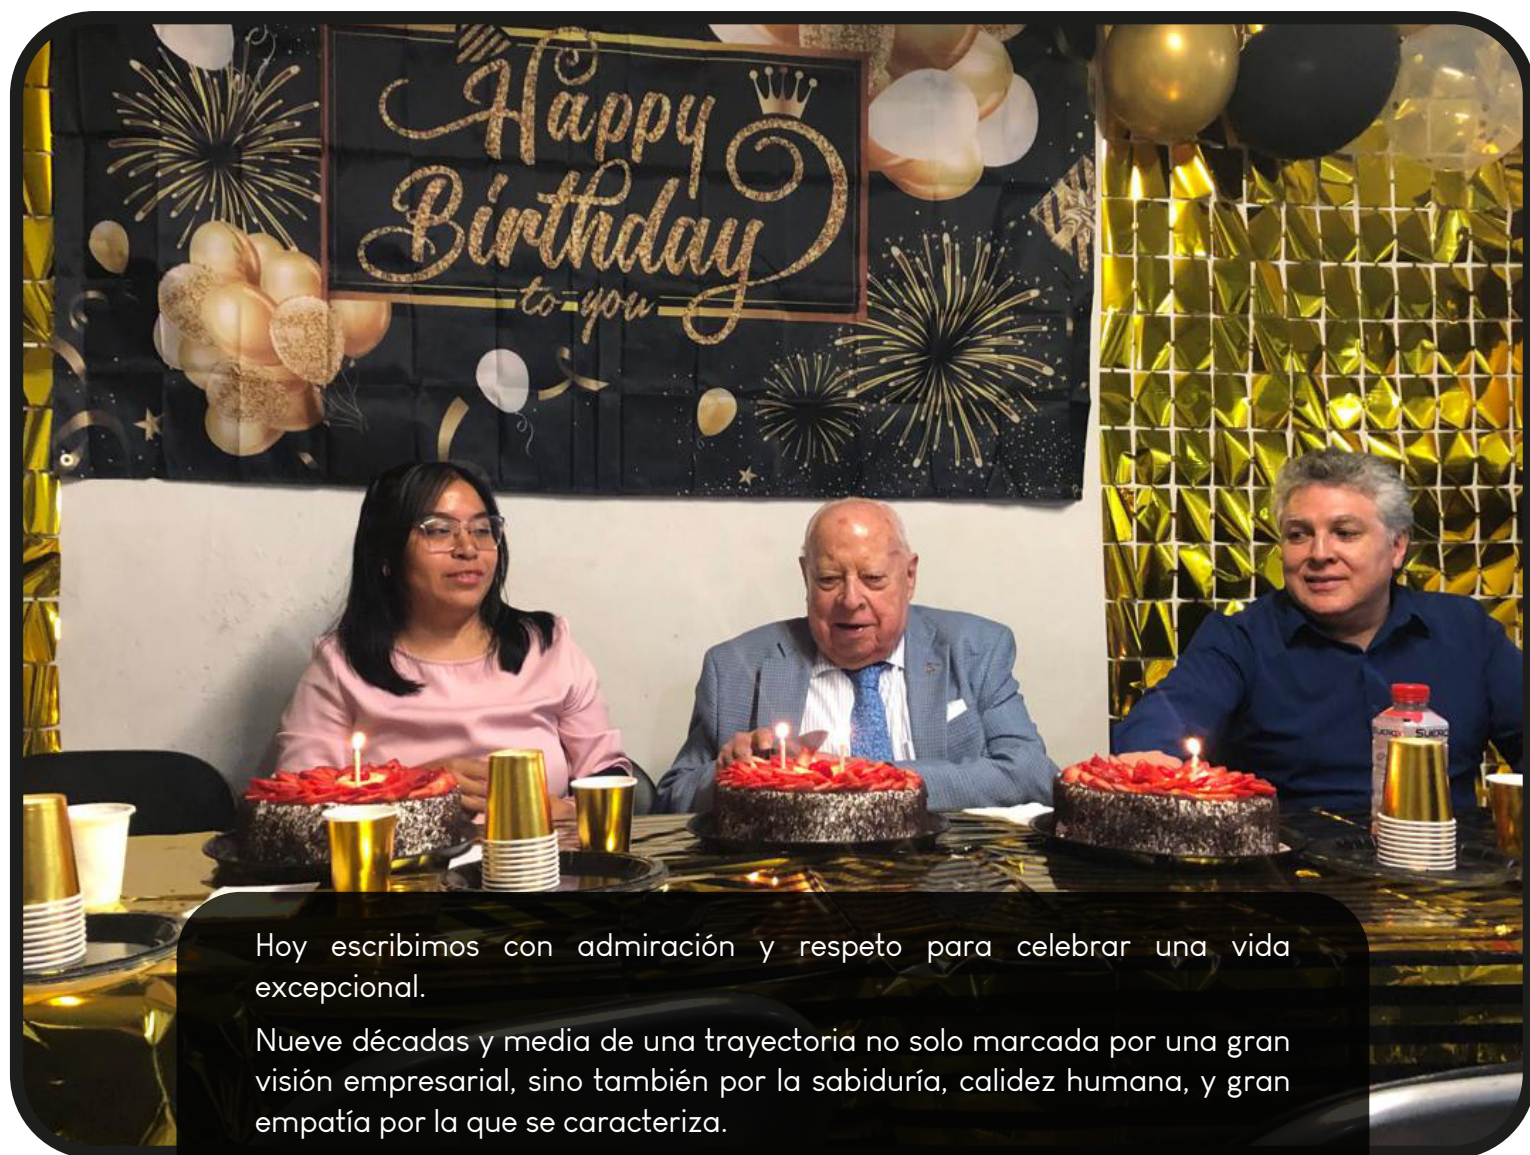 Happy
Birthday
to you
SUEROX
Hoy escribimos con admiración y respeto para celebrar una vida
excepcional.
Nueve décadas y media de una trayectoria no solo marcada por una gran
visión empresarial, sino también por la sabiduría, calidez humana, y gran
empatía por la que se caracteriza.